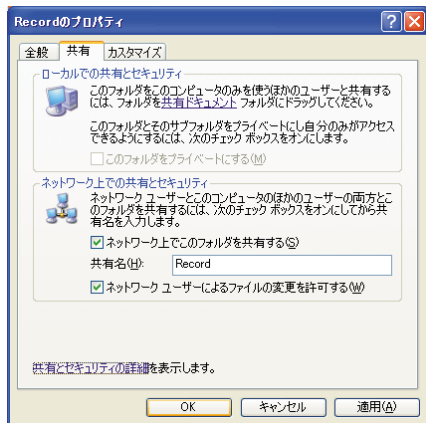 Recordのプロパティ
全般
共有
カスタマイズ
ローカルでの共有とセキュリティ
このフォルダをこのコンピュータのみを使うほかのユーザーと共有する
には、フォルダを共有ドキュメント フォルダにドラッグしてください。
このフォルダとそのサブフォルダをプライベートにし自分のみがアクセス
できるようにするには、次のチェック ボックスをオンにします。
このフォルダをプライベートにする(M)
ネットワーク上での共有とセキュリティ
ネットワーク ユーザーとこのコンピュータのほかのユーザーの両方とこ
のフォルダを共有するには、次のチェック ボックスをオンにしてから共
有名を入力します。
ネットワーク上でこのフォルダを共有する(S)
共有名(H): Record
ネットワーク ユーザーによるファイルの変更を許可する(W)
共有とセキュリティの詳細を表示します。
OK キャンセル 適用(A)